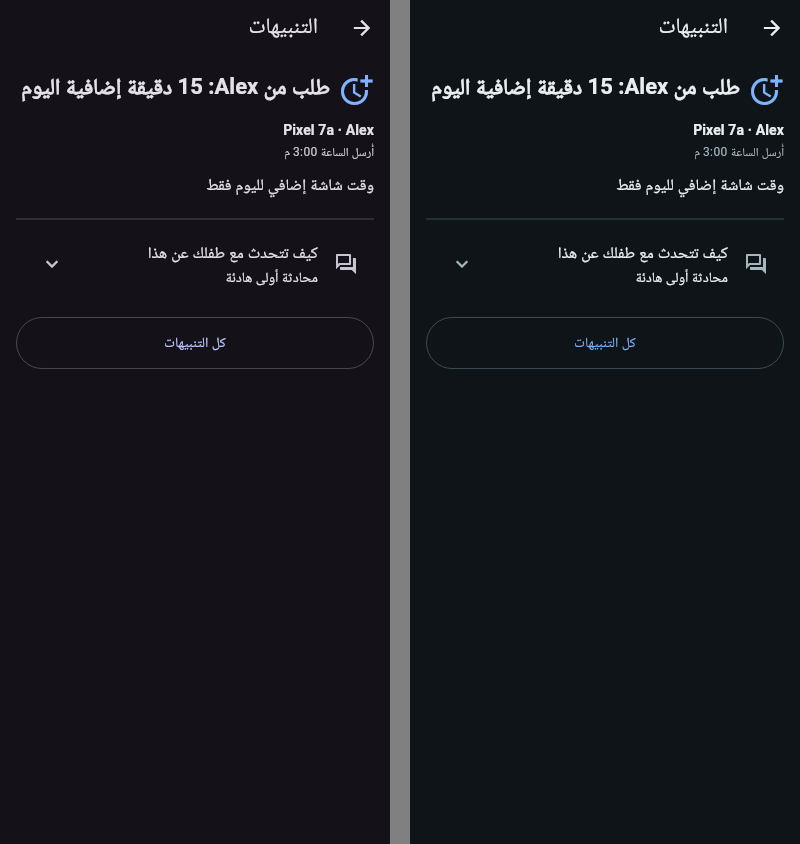 التنبيهات
طلب من Alex: 15 دقيقة إضافية اليوم
Pixel 7a · Alex
أُرسل الساعة 3:00 م
وقت شاشة إضافي لليوم فقط
كيف تتحدث مع طفلك عن هذا
محادثة أولى هادئة
كل التنبيهات
التنبيهات
طلب من Alex: 15 دقيقة إضافية اليوم
Pixel 7a · Alex
أُرسل الساعة 3:00 م
وقت شاشة إضافي لليوم فقط
كيف تتحدث مع طفلك عن هذا
محادثة أولى هادئة
كل التنبيهات